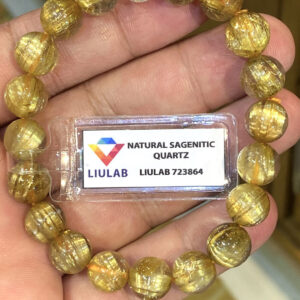 NATURAL SAGENITIC
QUARTZ
LIULAB
LIULAB 723864